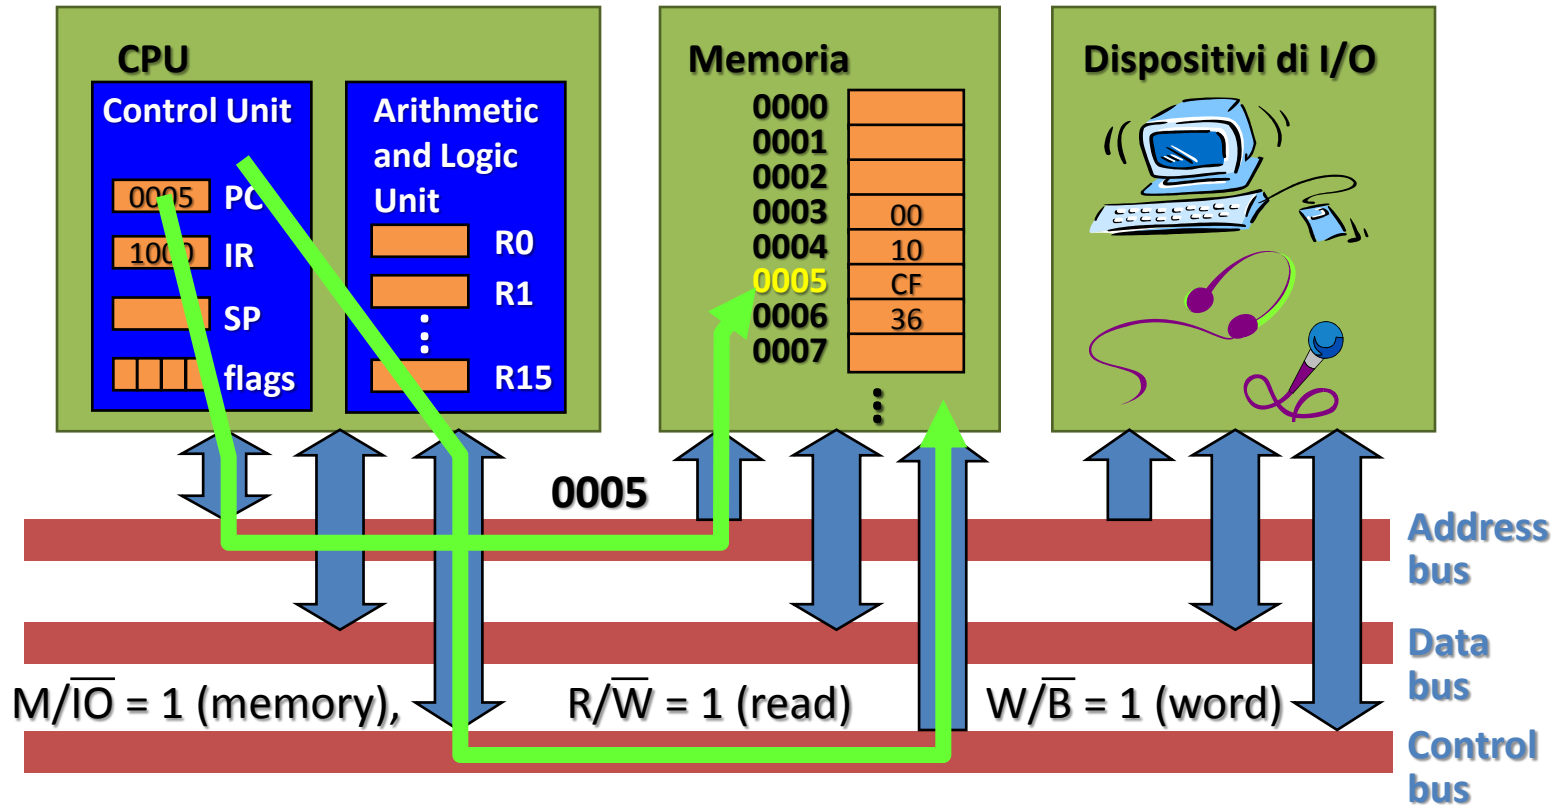 CPU
Control Unit
0005 PC
1000 IR
SP
flags
Arithmetic
and Logic
Unit
R0
R1
⋮
R15
Memoria
0000
0001
0002
0003 00
0004 10
0005 CF
0006 36
0007
⋮
Dispositivi di I/O
0005
Address
bus
Data
bus
M/I̅O̅ = 1 (memory), R/W̅ = 1 (read) W/B̅ = 1 (word)
Control
bus